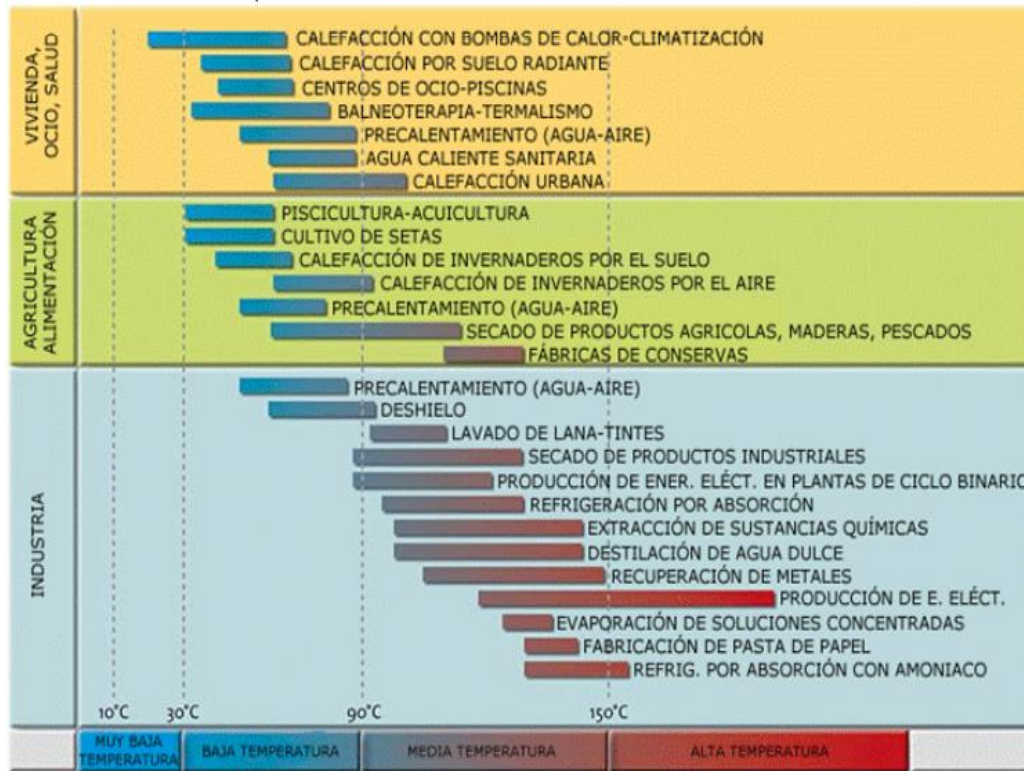 VIVIENDA,
OCIO, SALUD
CALEFACCIÓN CON BOMBAS DE CALOR-CLIMATIZACIÓN
CALEFACCIÓN POR SUELO RADIANTE
CENTROS DE OCIO-PISCINAS
BALNEOTERAPIA-TERMALISMO
PRECALENTAMIENTO (AGUA-AIRE)
AGUA CALIENTE SANITARIA
CALEFACCIÓN URBANA
AGRICULTURA
ALIMENTACIÓN
PISCICULTURA-ACUICULTURA
CULTIVO DE SETAS
CALEFACCIÓN DE INVERNADEROS POR EL SUELO
CALEFACCIÓN DE INVERNADEROS POR EL AIRE
PRECALENTAMIENTO (AGUA-AIRE)
SECADO DE PRODUCTOS AGRICOLAS, MADERAS, PESCADOS
FÁBRICAS DE CONSERVAS
INDUSTRIA
PRECALENTAMIENTO (AGUA-AIRE)
DESHIELO
LAVADO DE LANA-TINTES
SECADO DE PRODUCTOS INDUSTRIALES
PRODUCCIÓN DE ENER. ELÉCT. EN PLANTAS DE CICLO BINARIO
REFRIGERACIÓN POR ABSORCIÓN
EXTRACCIÓN DE SUSTANCIAS QUÍMICAS
DESTILACIÓN DE AGUA DULCE
RECUPERACIÓN DE METALES
PRODUCCIÓN DE E. ELÉCT.
EVAPORACIÓN DE SOLUCIONES CONCENTRADAS
FABRICACIÓN DE PASTA DE PAPEL
REFRIG. POR ABSORCIÓN CON AMONIACO
10°C 30°C 90°C 150°C
MUY BAJA
TEMPERATURA
BAJA TEMPERATURA
MEDIA TEMPERATURA
ALTA TEMPERATURA